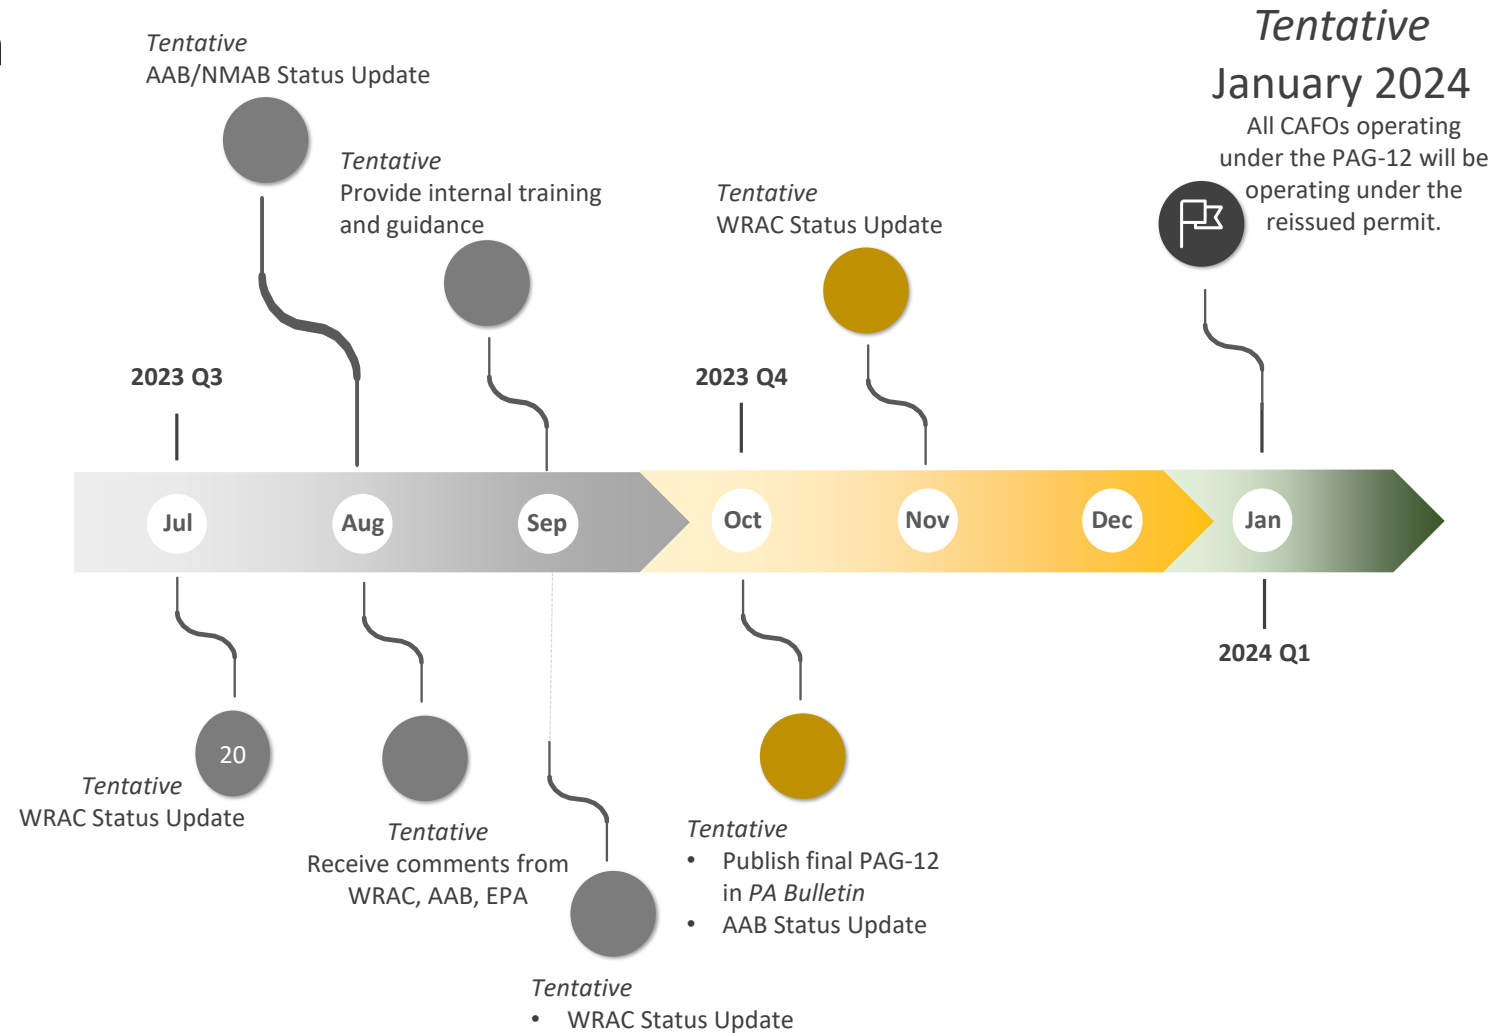 Tentative
AAB/NMAB Status Update
Tentative
Provide internal training
and guidance
Tentative
WRAC Status Update
Tentative
January 2024
All CAFOs operating
under the PAG-12 will be
operating under the
reissued permit.
2023 Q3
2023 Q4
Jul
Aug
Sep
Oct
Nov
Dec
Jan
2024 Q1
20
Tentative
WRAC Status Update
Tentative
Receive comments from
WRAC, AAB, EPA
Tentative
• Publish final PAG-12
in PA Bulletin
• AAB Status Update
Tentative
• WRAC Status Update